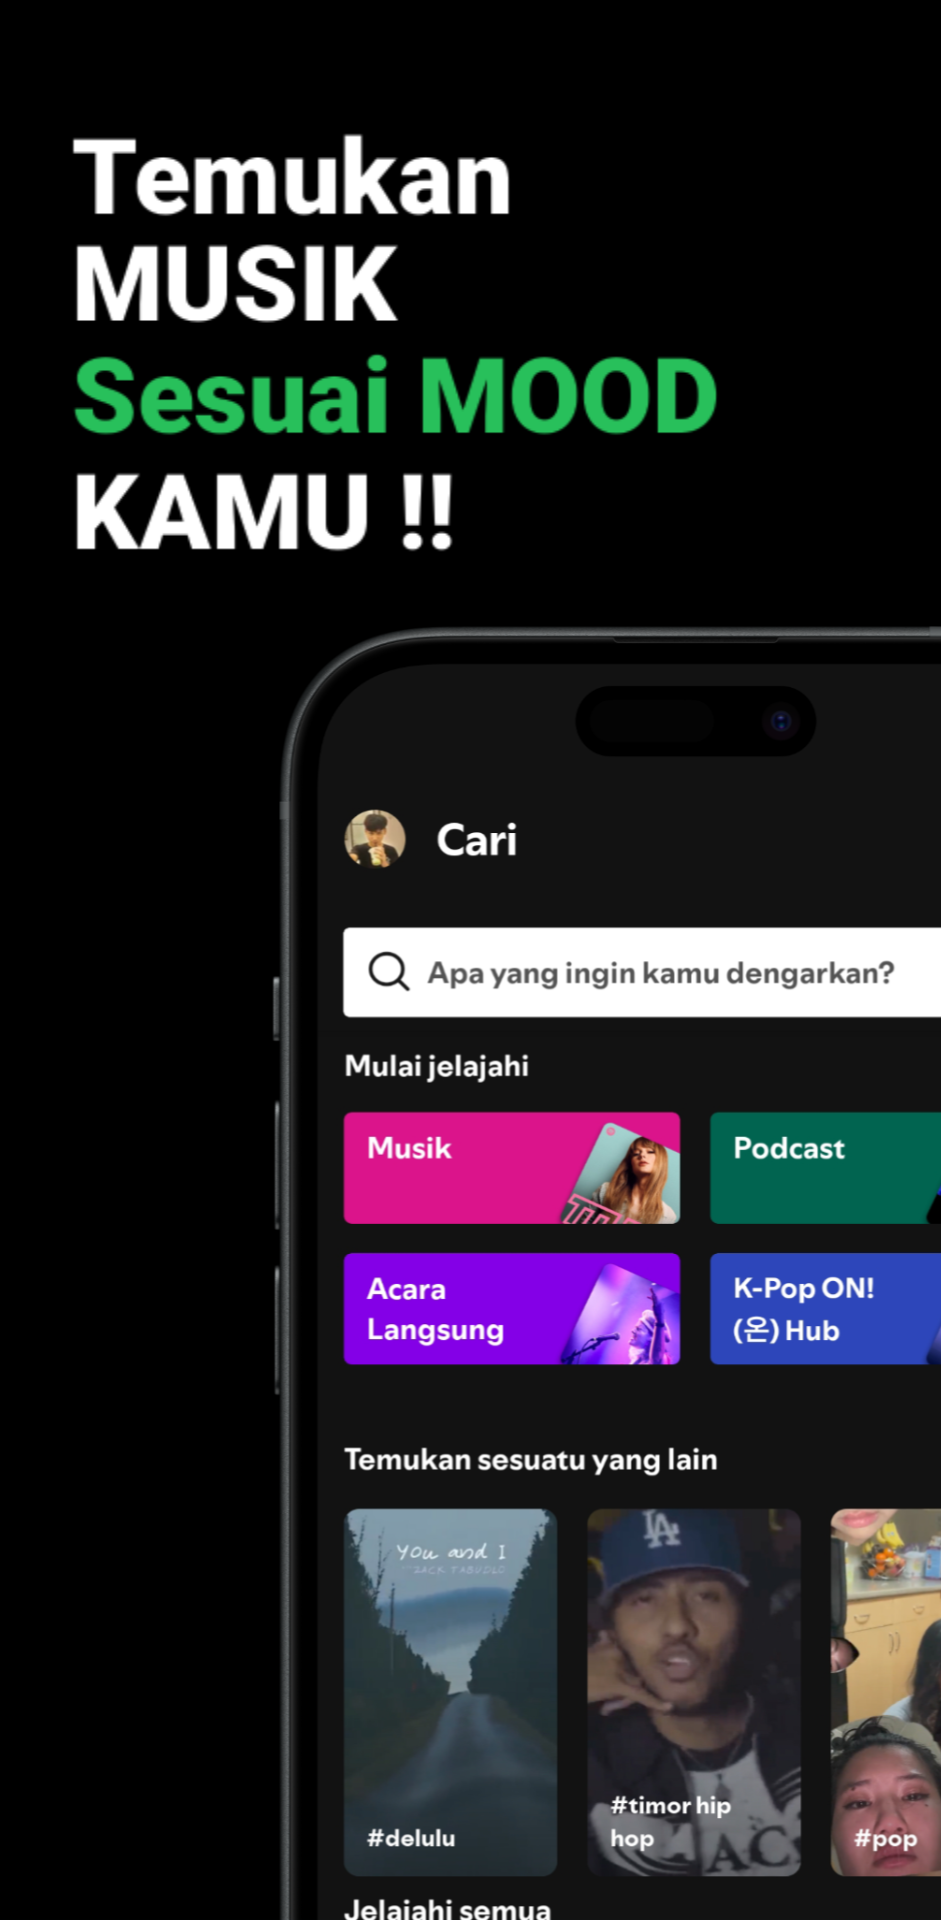 Temukan
MUSIK
Sesuai MOOD
KAMU !!
Cari
Apa yang ingin kamu dengarkan?
Mulai jelajahi
Musik
Podcast
Acara
Langsung
K-Pop ON!
(온) Hub
Temukan sesuatu yang lain
You and I
ZACK TABUDLO
LA
#delulu
#timor hip
hop
#pop
Jelajahi semua